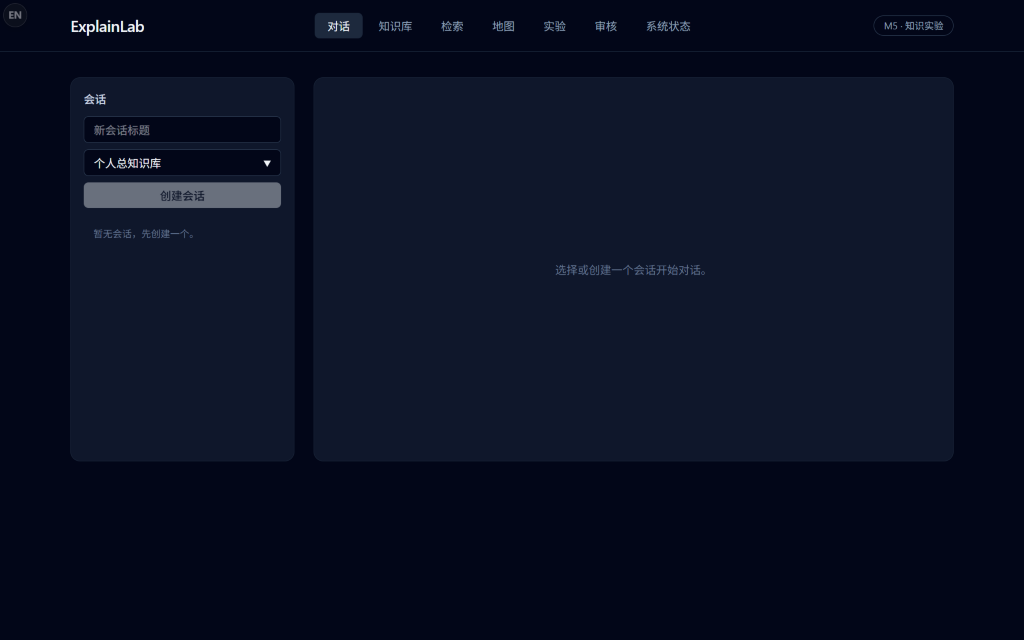 EN
ExplainLab
对话
知识库
检索
地图
实验
审核
系统状态
M5 · 知识实验
会话
新会话标题
个人总知识库
创建会话
暂无会话，先创建一个。
选择或创建一个会话开始对话。